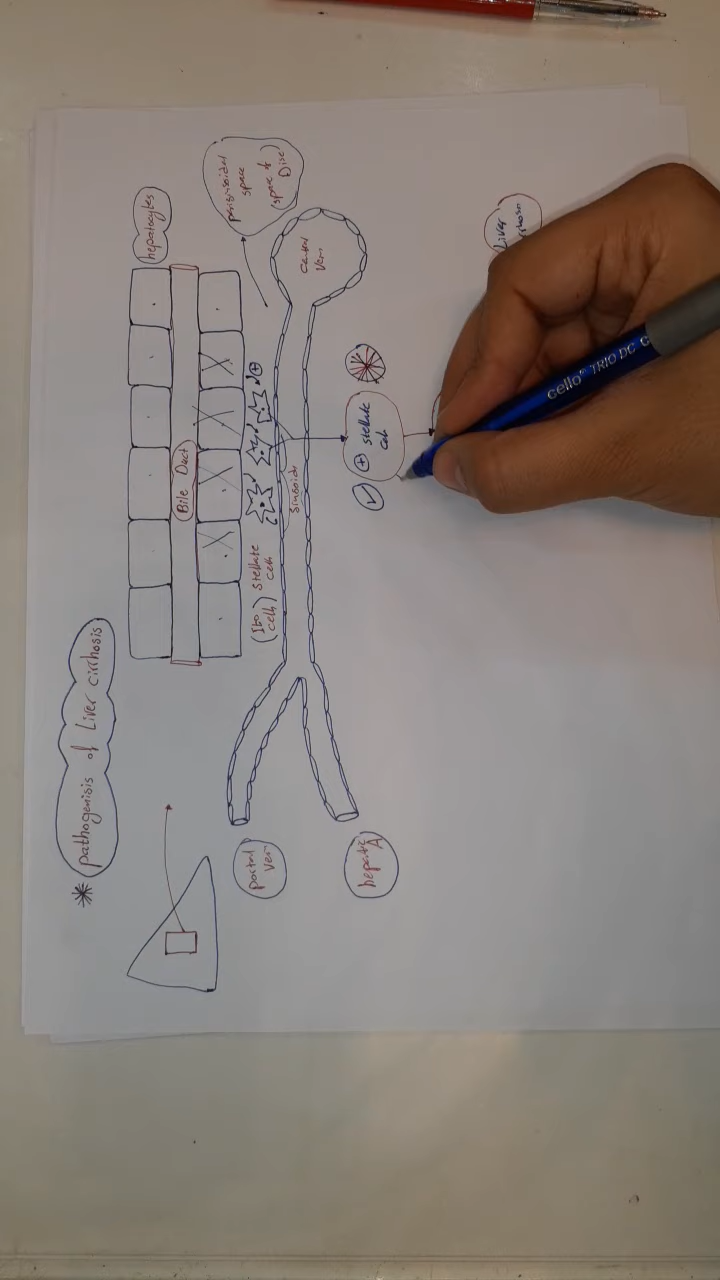 * pathogenisis of Liver cirrhosis
hepatocytes
Bile Duct
perisinusoidal
space
(space of
Disse)
Central
Vein
(Ito
cell)
stellate
cell
Sinusoids
portal
Vein
hepatic
A
+ stellate
cell
Liver
cello TRIO DC